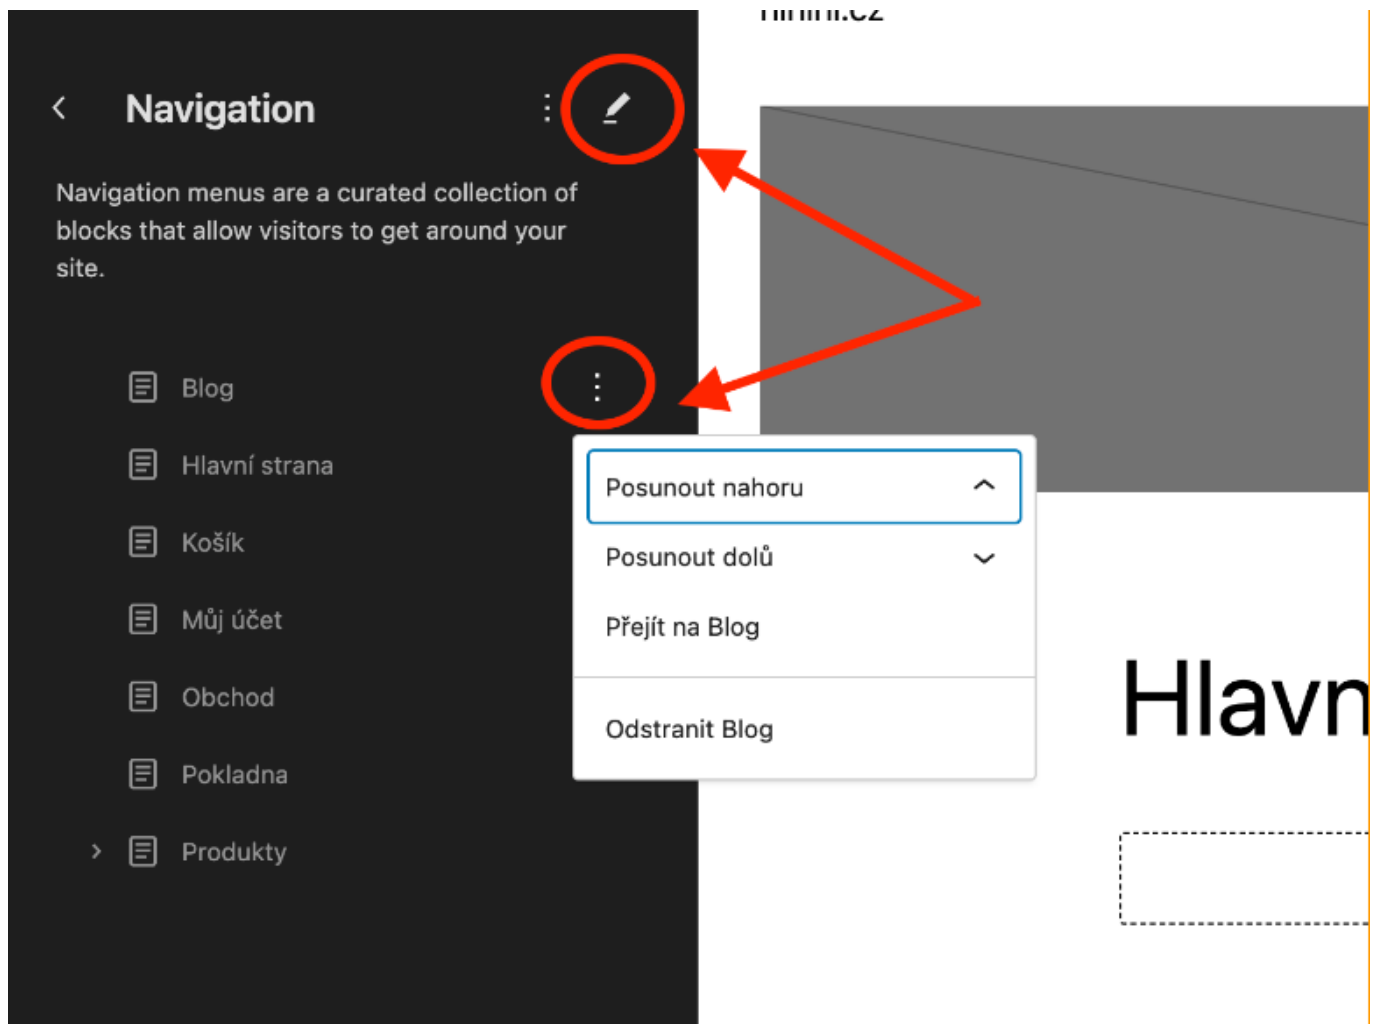 Navigation
Navigation menus are a curated collection of
blocks that allow visitors to get around your
site.
Blog
Hlavní strana
Košík
Můj účet
Obchod
Pokladna
Produkty
Posunout nahoru
Posunout dolů
Přejít na Blog
Odstranit Blog
Hlavn